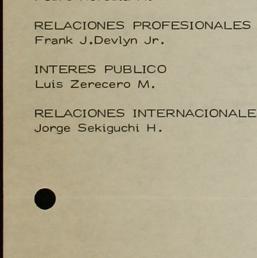 RELACIONES PROFESIONALES
Frank J.Devlyn Jr.
INTERES PUBLICO
Luis Zerecero M.
RELACIONES INTERNACIONALE
Jorge Sekiguchi H.